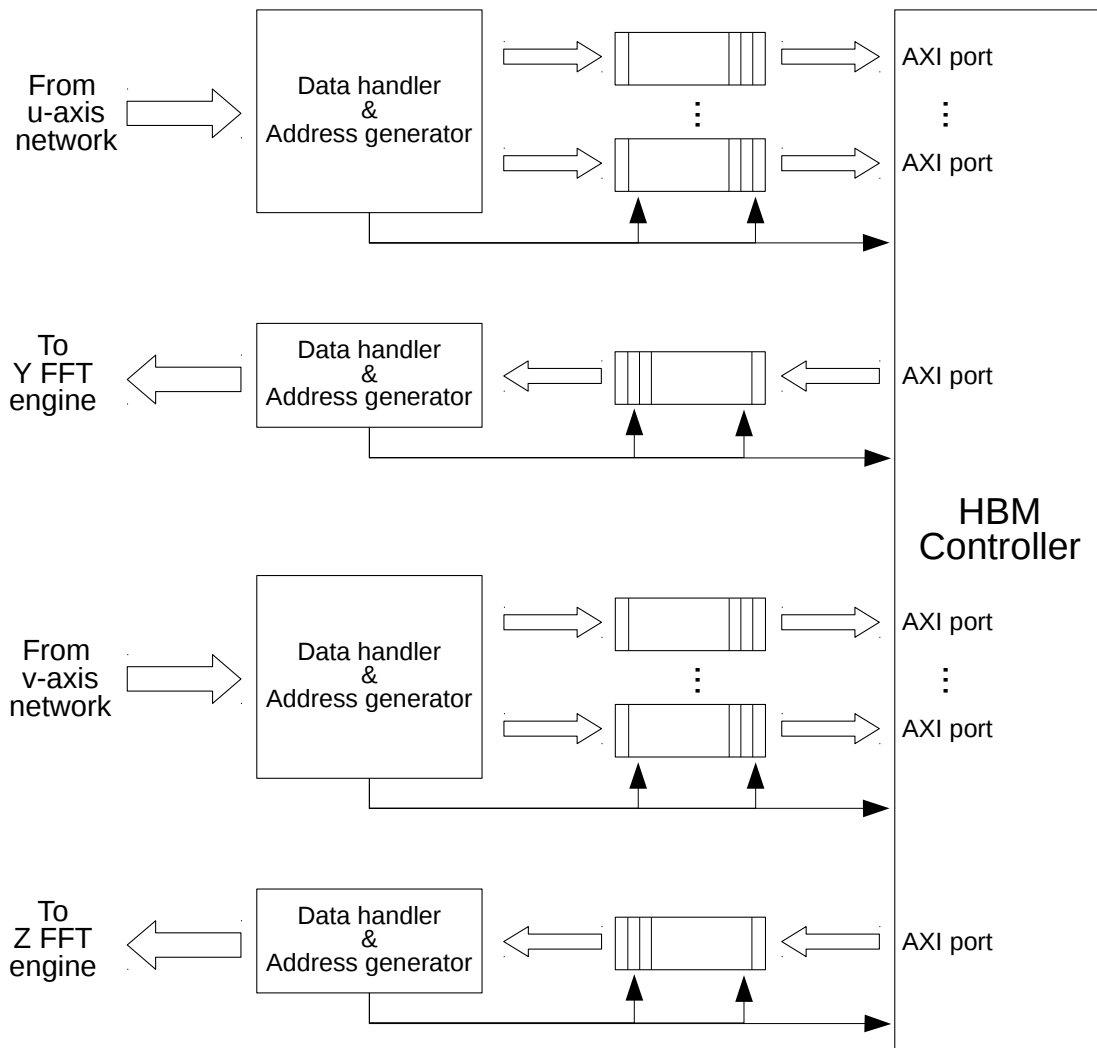 From
u-axis
network
Data handler
&
Address generator
AXI port
AXI port
To
Y FFT
engine
Data handler
&
Address generator
AXI port
HBM
Controller
From
v-axis
network
Data handler
&
Address generator
AXI port
AXI port
To
Z FFT
engine
Data handler
&
Address generator
AXI port